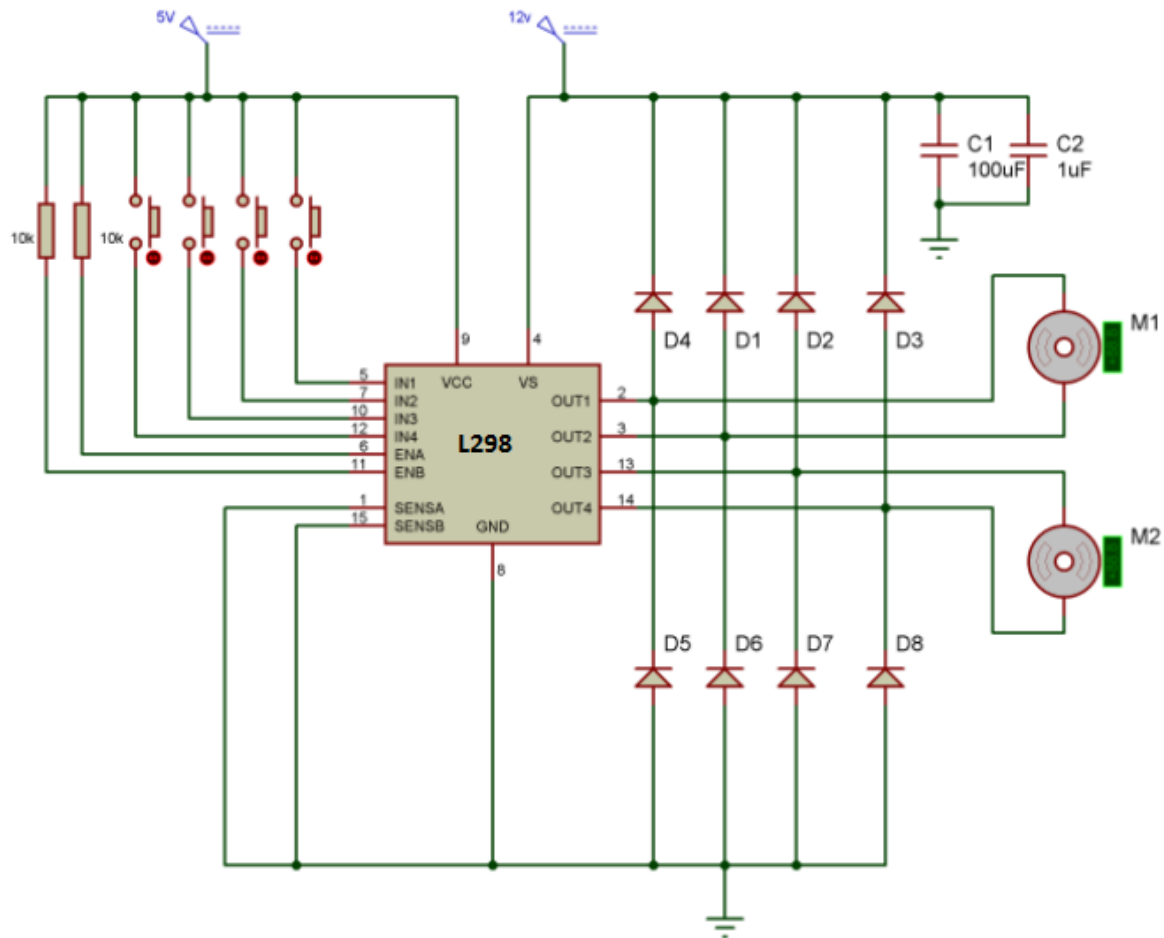 5V
12v
C1
100uF
C2
1uF
10k
10k
D4
D1
D2
D3
M1
9
4
5
7
10
12
6
11
1
15
IN1
IN2
IN3
IN4
ENA
ENB
SENSA
SENSB
VCC
VS
L298
GND
OUT1
OUT2
OUT3
OUT4
2
3
13
14
8
M2
D5
D6
D7
D8